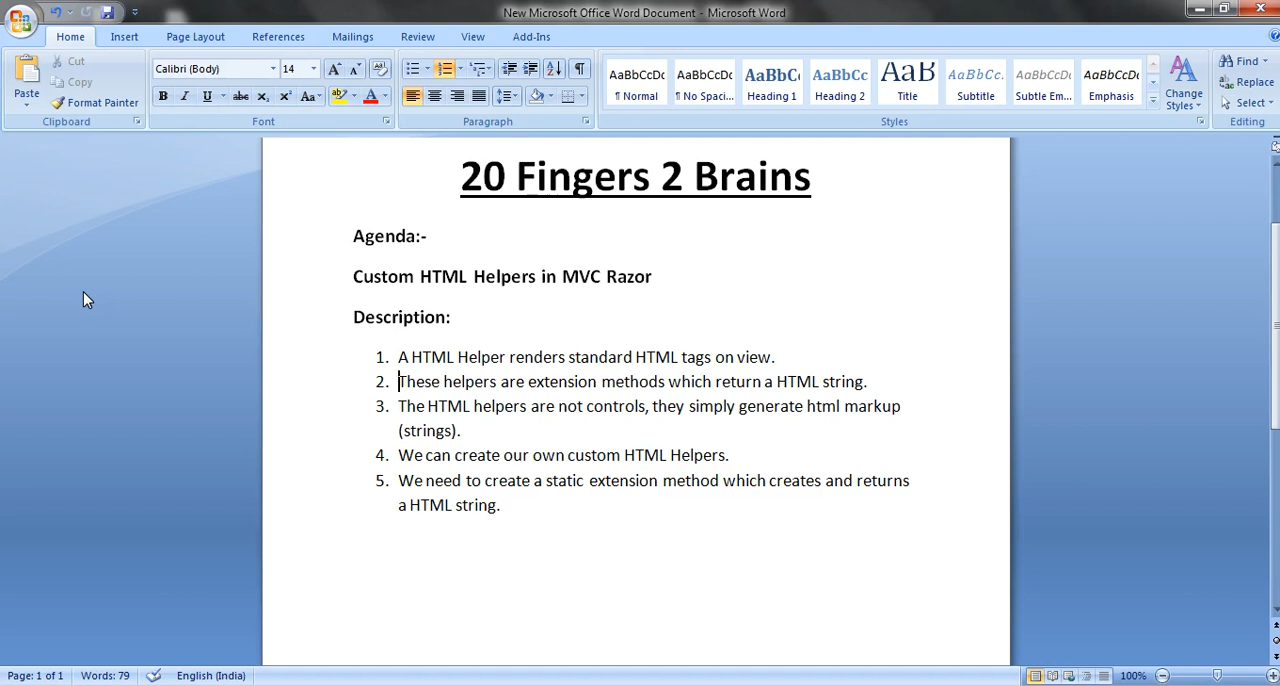 New Microsoft Office Word Document - Microsoft Word
Home Insert Page Layout References Mailings Review View Add-Ins
Paste
Cut
Copy
Format Painter
Clipboard
Calibri (Body) 14
B I U abc X₂ X² Aa
Font
Paragraph
AaBbCcDc AaBbCcDc AaBbC AaBbCc AaB AaBbCc. AaBbCcDc AaBbCcDc
¶ Normal ¶ No Spaci... Heading 1 Heading 2 Title Subtitle Subtle Em... Emphasis
Styles
Change
Styles
Find
Replace
Select
Editing
20 Fingers 2 Brains
Agenda:-
Custom HTML Helpers in MVC Razor
Description:
1. A HTML Helper renders standard HTML tags on view.
2. These helpers are extension methods which return a HTML string.
3. The HTML helpers are not controls, they simply generate html markup
(strings).
4. We can create our own custom HTML Helpers.
5. We need to create a static extension method which creates and returns
a HTML string.
Page: 1 of 1 Words: 79 English (India) 100%